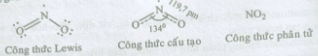 N
O O
Công thức Lewis
119,7 pm
N
O O
134°
Công thức cấu tạo
NO₂
Công thức phân tử